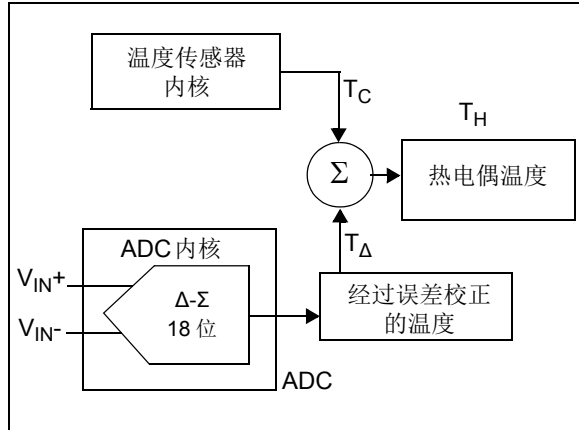 温度传感器
内核
T_C
T_H
Σ
热电偶温度
T_Δ
ADC 内核
V_IN+
V_IN-
Δ-Σ
18 位
经过误差校正
的温度
ADC